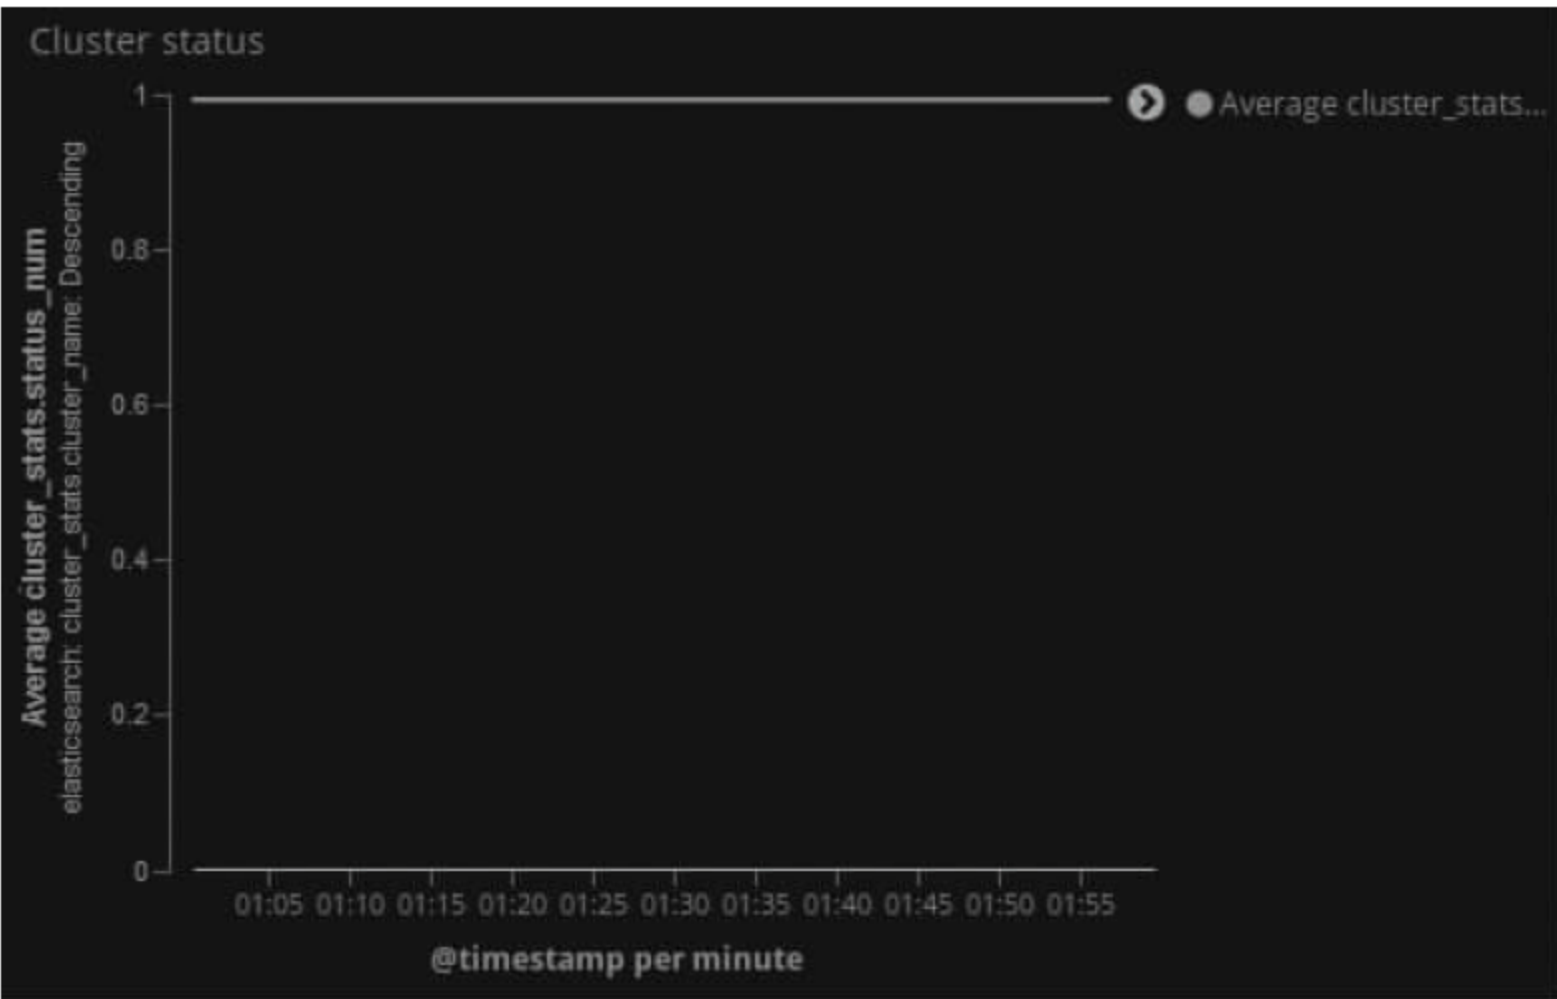 Cluster status
Average cluster_stats...
Average cluster_stats.status_num
elasticsearch: cluster_stats.cluster_name: Descending
1
0.8
0.6
0.4
0.2
0
01:05 01:10 01:15 01:20 01:25 01:30 01:35 01:40 01:45 01:50 01:55
@timestamp per minute